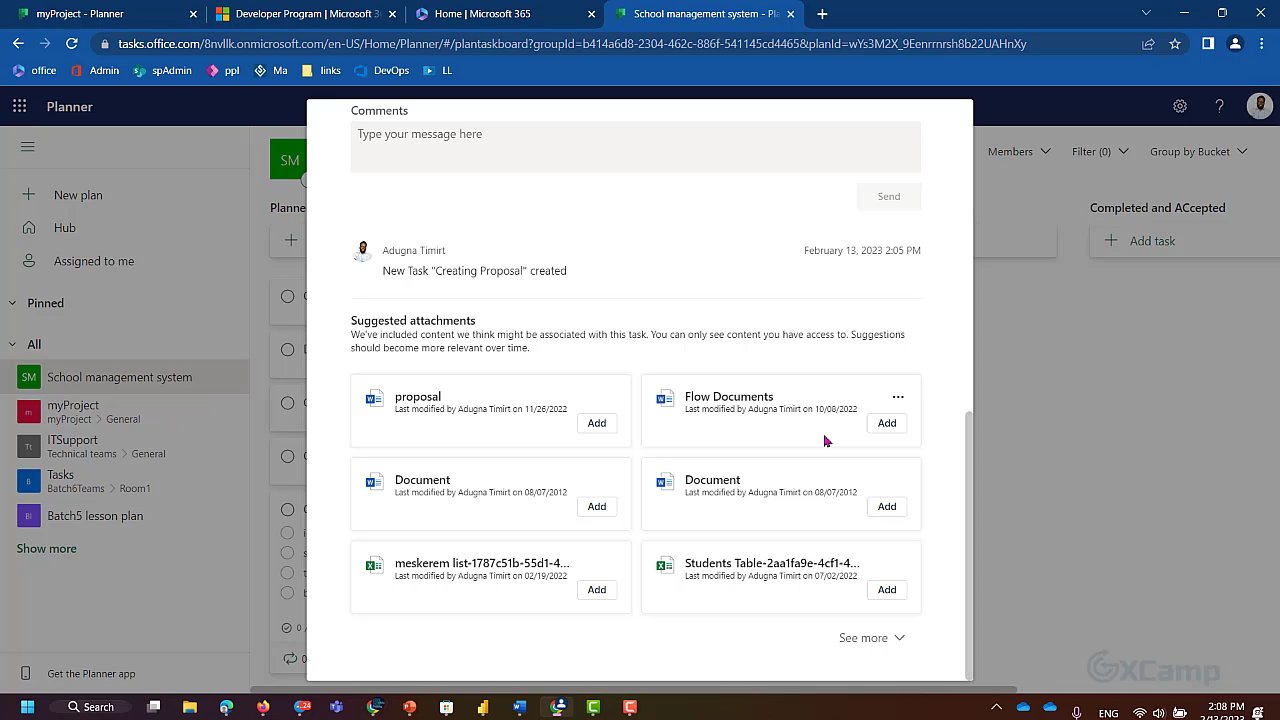 myProject - Planner
Developer Program | Microsoft 3
Home | Microsoft 365
School management system - Pla
tasks.office.com/8nvllk.onmicrosoft.com/en-US/Home/Planner/#/plantaskboard?groupId=b414a6d8-2304-462c-886f-541145cd4465&planId=wYs3M2X_9Eenrrnrsh8b22UAHnXy
office
Admin
spAdmin
ppl
Ma
links
DevOps
LL
Planner
SM
Members
Filter (0)
Group by Bucket
New plan
Hub
Assigned to me
Pinned
All
SM School management system
m myProject
myProject > General
Tt ITSupport
Technical teams > General
B Tasks
Batch6Teams > Room1
Bl Batch5 lesson plan
Show more
Get the Planner app
Planne
Completed and ACcepted
Add task
Comments
Type your message here
Send
Adugna Timirt
February 13, 2023 2:05 PM
New Task "Creating Proposal" created
Suggested attachments
We've included content we think might be associated with this task. You can only see content you have access to. Suggestions
should become more relevant over time.
proposal
Last modified by Adugna Timirt on 11/26/2022
Add
Flow Documents
Last modified by Adugna Timirt on 10/08/2022
Add
Document
Last modified by Adugna Timirt on 08/07/2012
Add
Document
Last modified by Adugna Timirt on 08/07/2012
Add
meskerem list-1787c51b-55d1-4...
Last modified by Adugna Timirt on 02/19/2022
Add
Students Table-2aa1fa9e-4cf1-4...
Last modified by Adugna Timirt on 07/02/2022
Add
See more
GXCamp
Search
24
ENG
2:08 PM